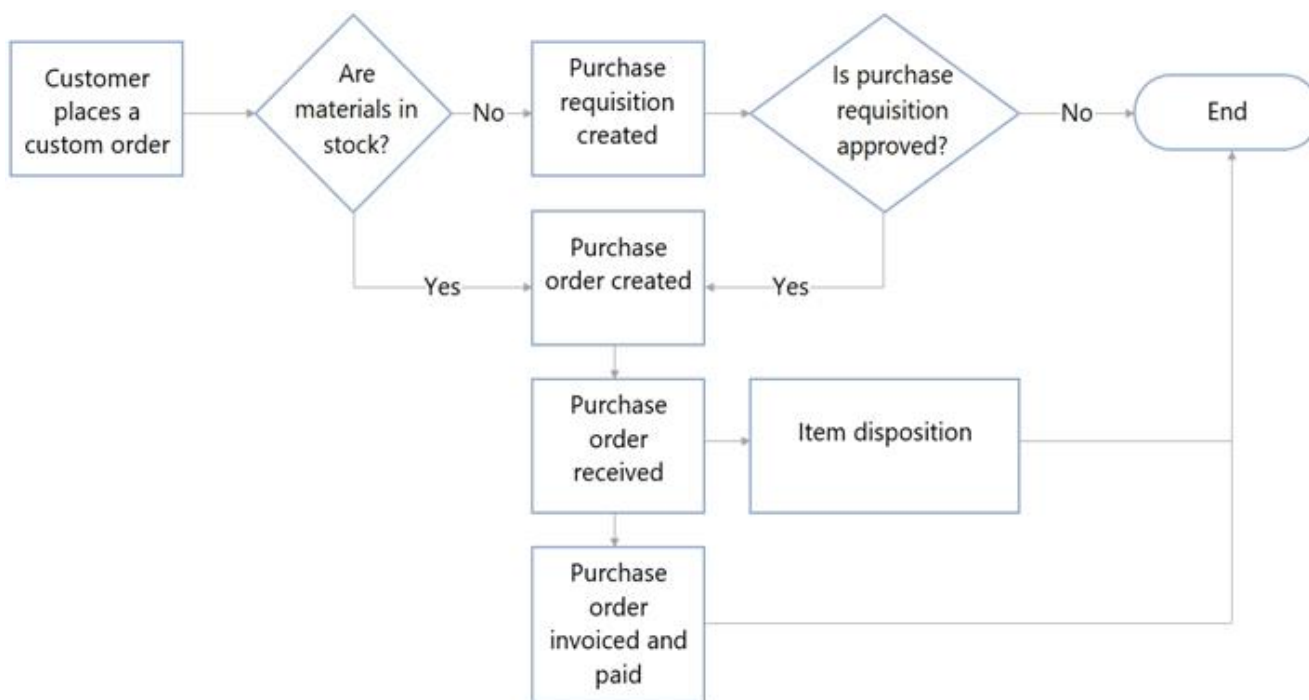 Customer
places a
custom order
Are
materials in
stock?
No
Purchase
requisition
created
Is purchase
requisition
approved?
No
End
Yes
Purchase
order created
Yes
Purchase
order
received
Item disposition
Purchase
order
invoiced and
paid